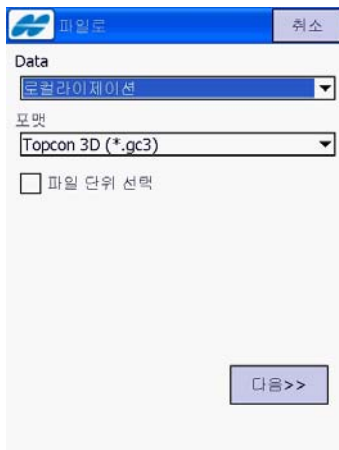 파일로
취소
Data
로컬라이제이션
포맷
Topcon 3D (*.gc3)
파일 단위 선택
다음>>